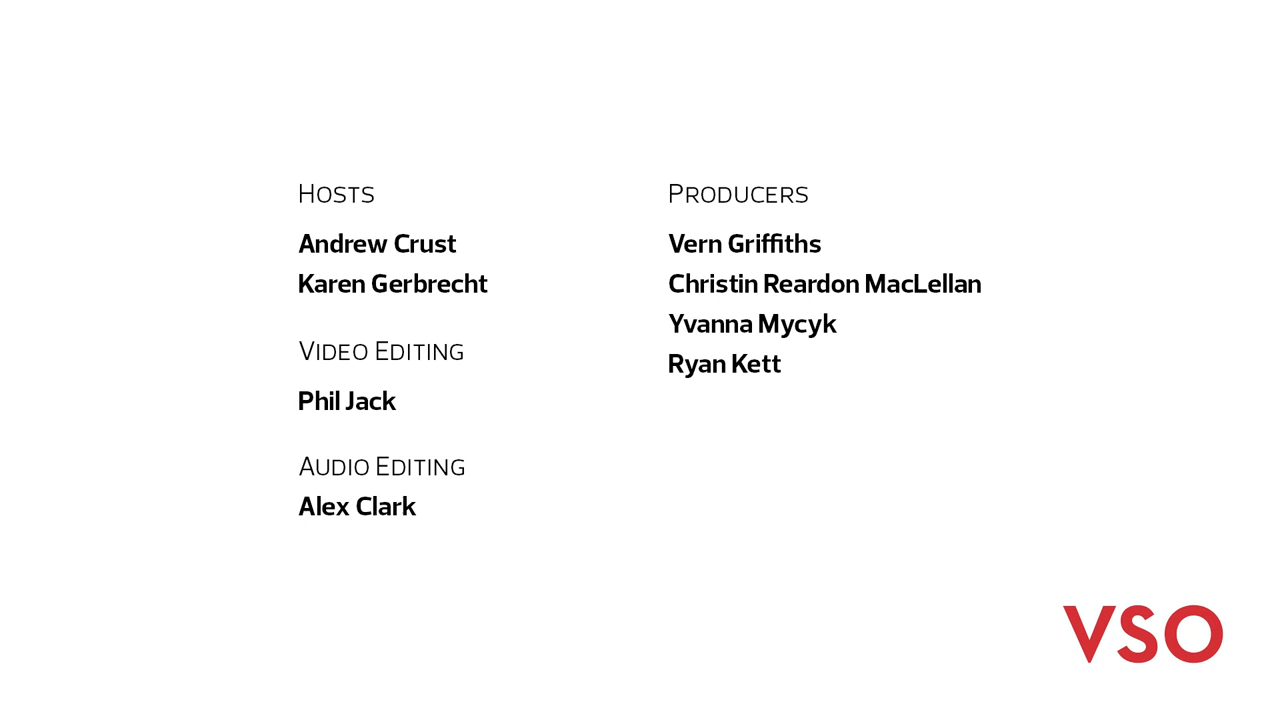 Hosts
Andrew Crust
Karen Gerbrecht
Video Editing
Phil Jack
Audio Editing
Alex Clark
Producers
Vern Griffiths
Christin Reardon MacLellan
Yvanna Mycyk
Ryan Kett
VSO